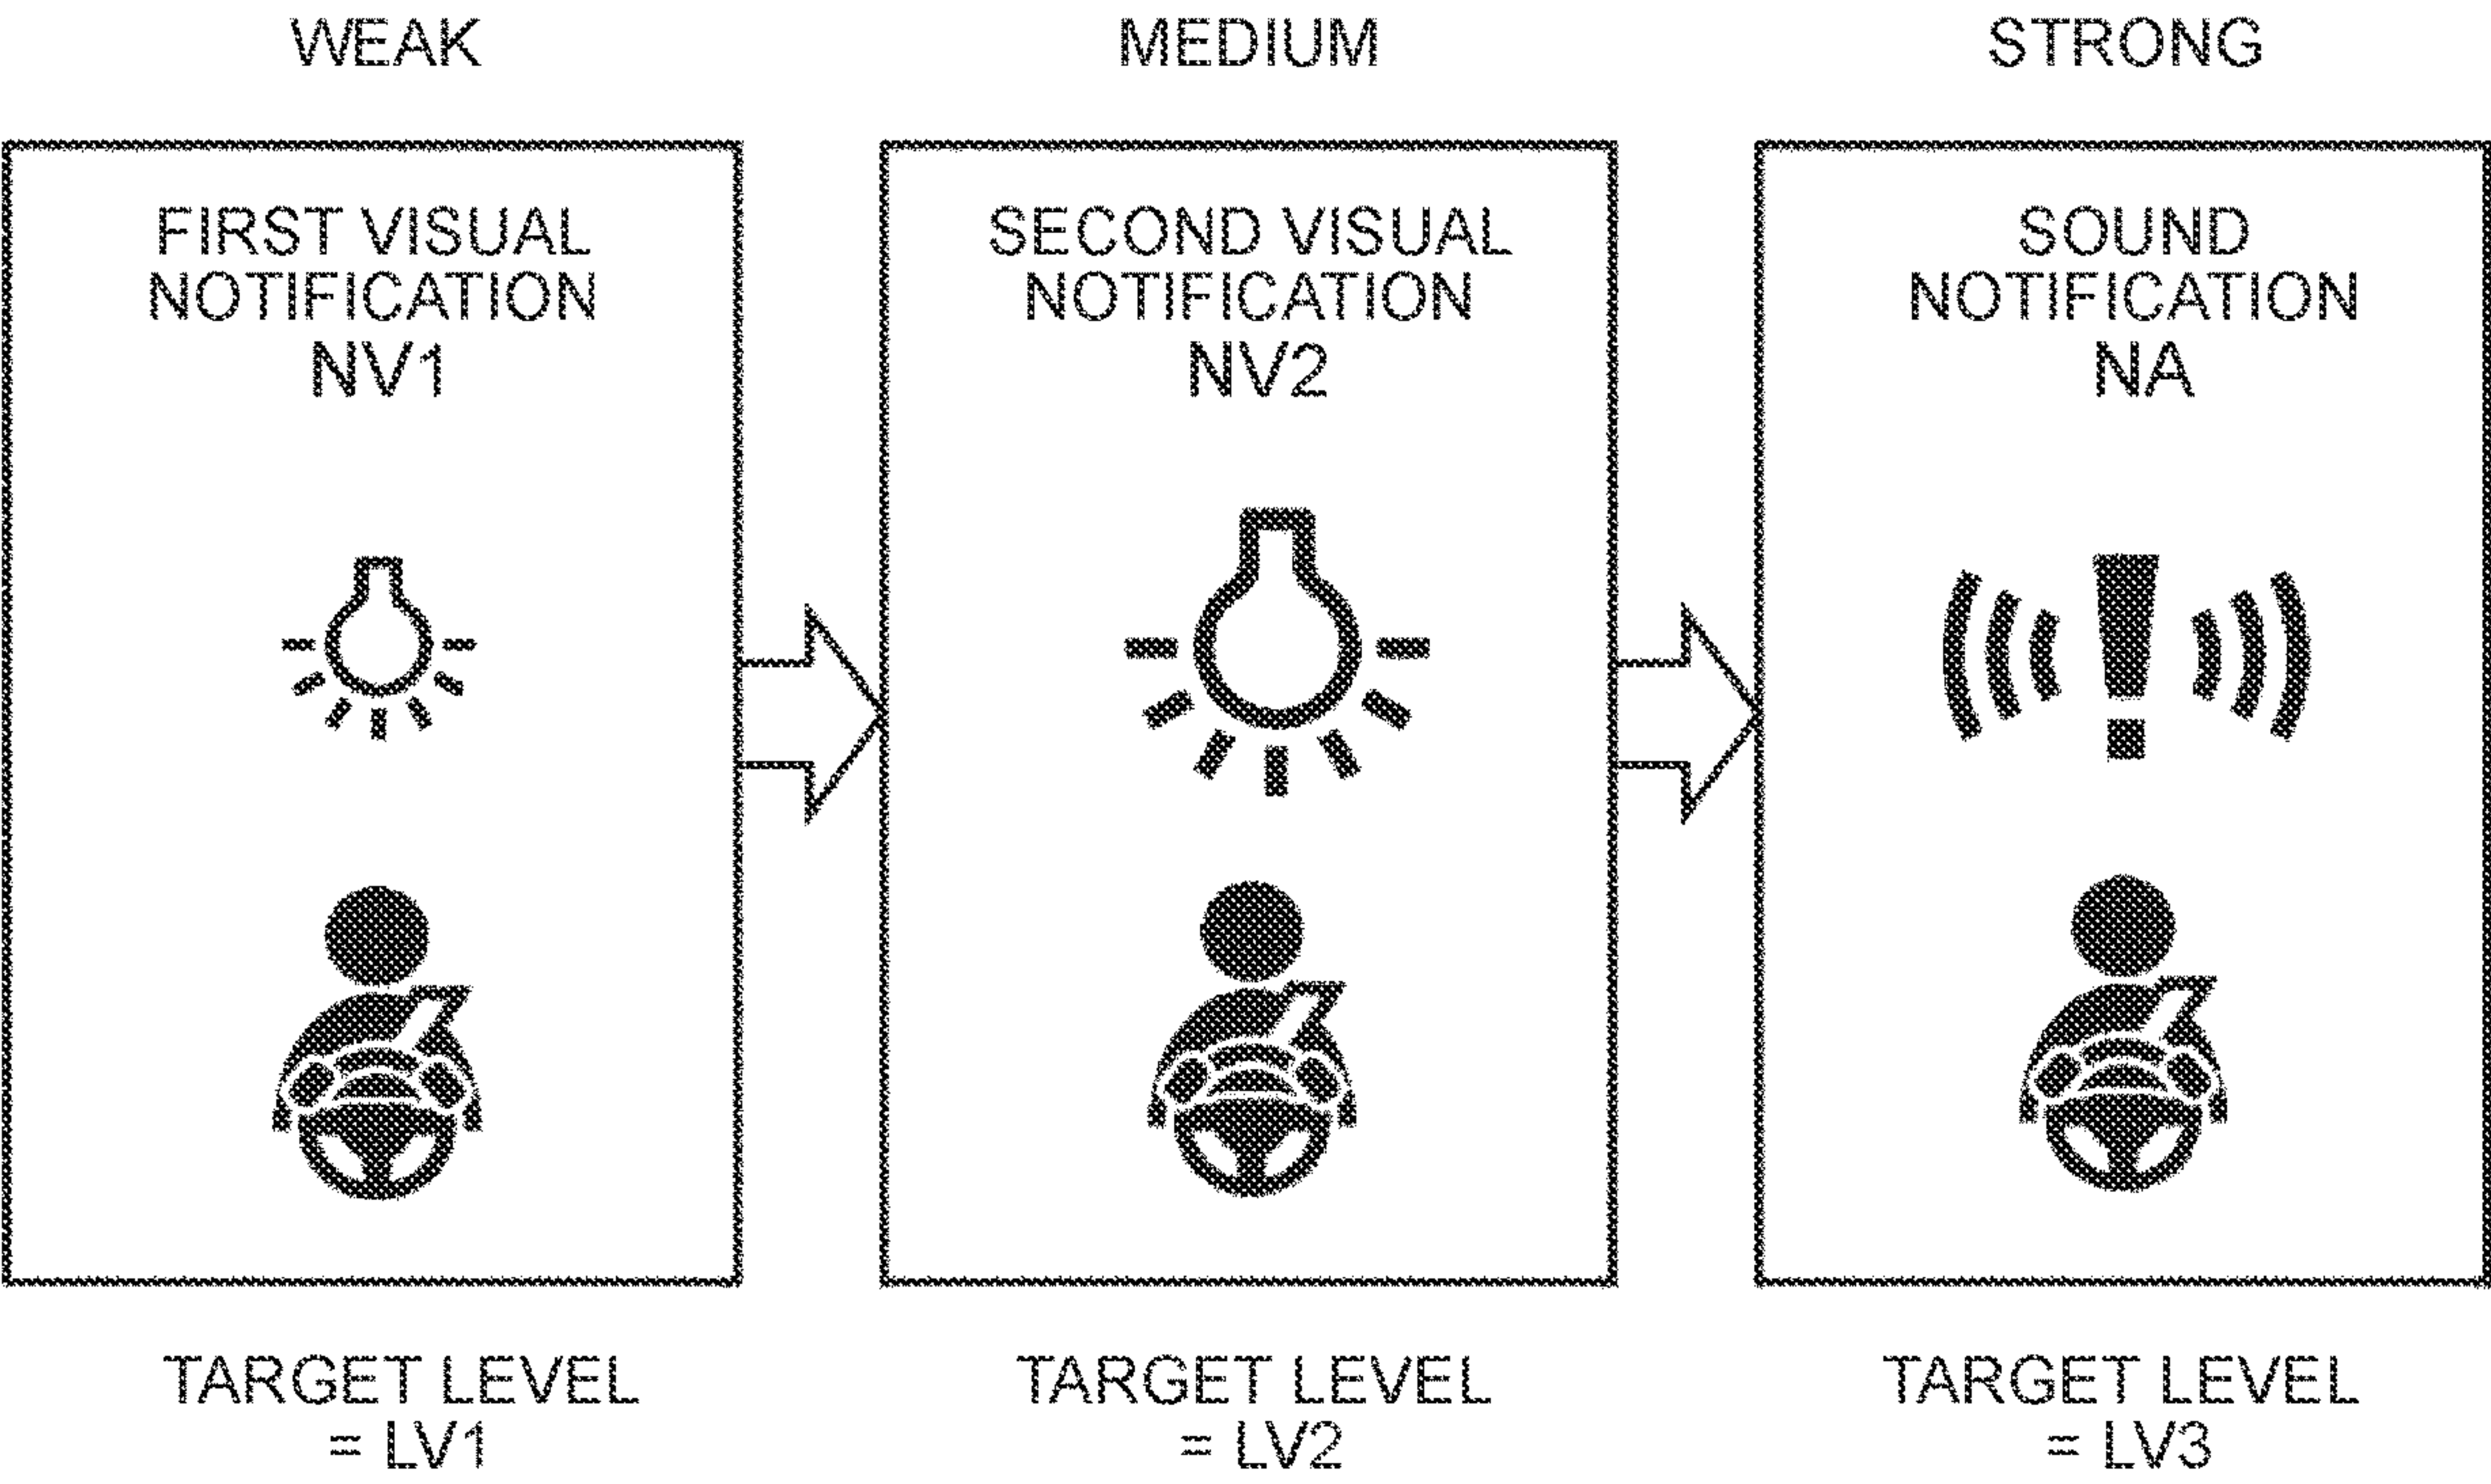 WEAK
MEDIUM
STRONG
FIRST VISUAL
NOTIFICATION
NV1
SECOND VISUAL
NOTIFICATION
NV2
SOUND
NOTIFICATION
NA
TARGET LEVEL
= LV1
TARGET LEVEL
= LV2
TARGET LEVEL
= LV3